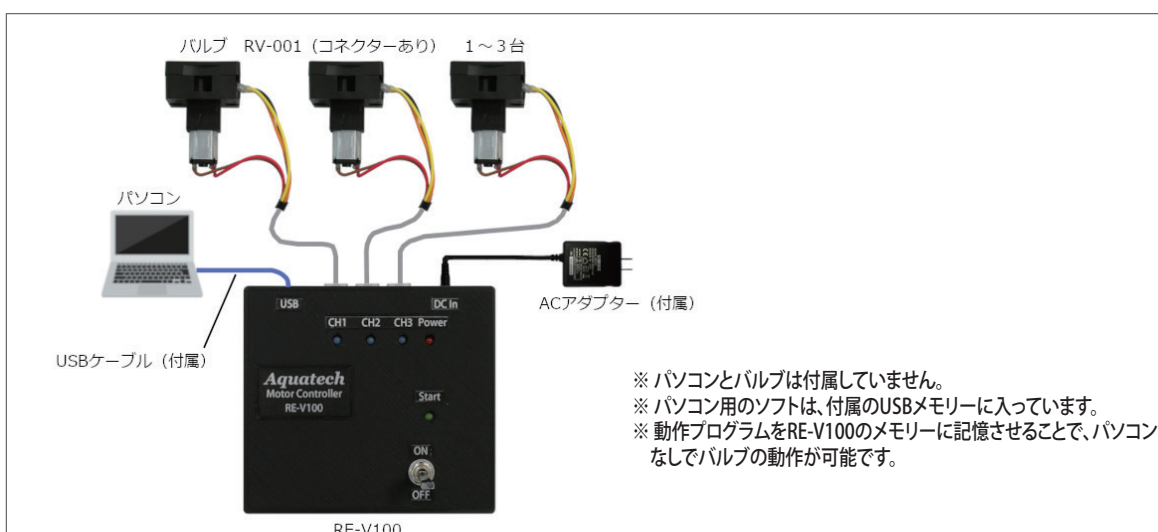 バルブ　RV-001（コネクターあり）　1～3台
パソコン
USB
DC In
ACアダプター（付属）
CH1 CH2 CH3 Power
USBケーブル（付属）
Aquatech
Motor Controller
RE-V100
Start
※ パソコンとバルブは付属していません。
※ パソコン用のソフトは、付属のUSBメモリーに入っています。
※ 動作プログラムをRE-V100のメモリーに記憶させることで、パソコン
なしでバルブの動作が可能です。
ON
OFF
RE-V100